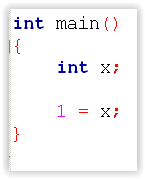 int main()
{
int x;
1 = x;
}